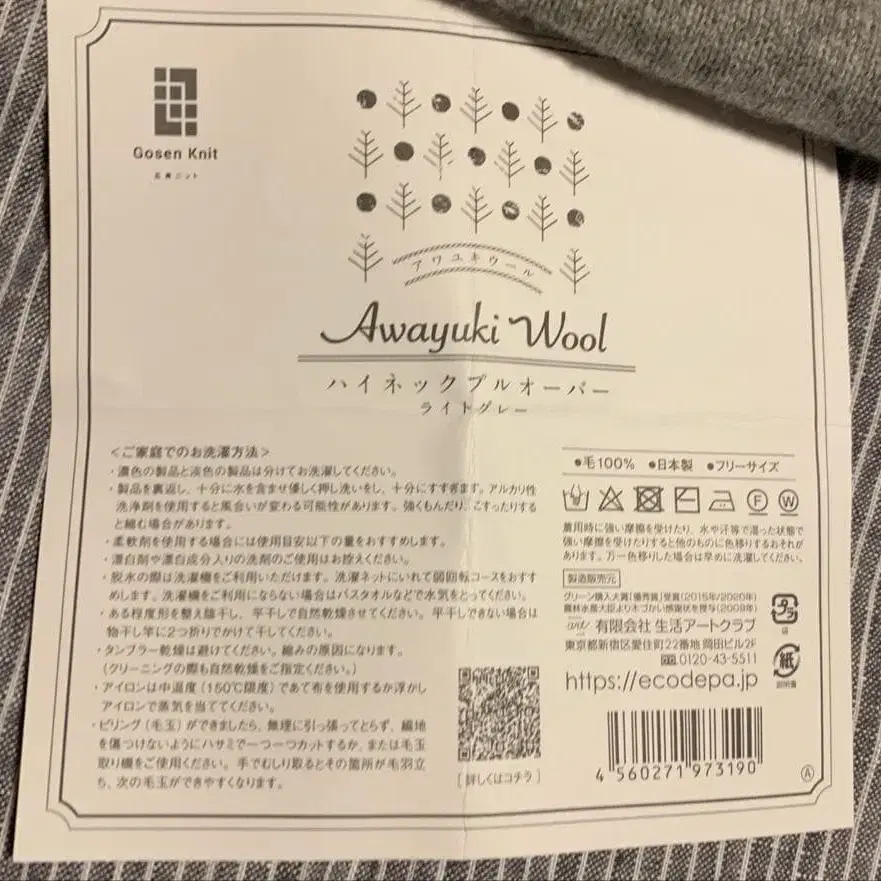 Gosen Knit
五泉ニット
アワユキウール
Awayuki Wool
ハイネックプルオーバー
ライトグレー
<ご家庭でのお洗濯方法>
・濃色の製品と淡色の製品は分けてお洗濯してください。
・製品を裏返し、十分に水を含ませ優しく押し洗いをし、十分にすすぎます。アルカリ性
洗浄剤を使用すると風合いが変わる可能性があります。強くもんだり、こすったりする
と縮む場合があります。
・柔軟剤を使用する場合には使用目安以下の量をおすすめします。
・漂白剤や漂白成分入りの洗剤のご使用はお控えください。
・脱水の際は洗濯機をご利用いただけます。洗濯ネットにいれて弱回転コースをおすす
めします。洗濯機をご利用にならない場合はバスタオルなどで水気をとってください。
・ある程度形を整え陰干し、平干しで自然乾燥させてください。平干しできない場合は
物干し竿に2つ折りでかけて干してください。
・タンブラー乾燥は避けてください。縮みの原因になります。
(クリーニングの際も自然乾燥をご指定ください。)
・アイロンは中温度(150℃限度)であて布を使用するか浮かし
アイロンで蒸気を当ててください。
・ピリング(毛玉)ができましたら、無理に引っ張ってとらず、編地
を傷つけないようにハサミで一つ一つカットするか、または毛玉
取り機をご使用ください。手でむしり取るとその箇所が毛羽立
ち、次の毛玉ができやすくなります。
[詳しくはコチラ]
●毛100% ●日本製 ●フリーサイズ
F W
着用時に強い摩擦を受けたり、水や汗等で湿った状態で
強い摩擦を受けたりすると他のものに色移りするおそれが
あります。万一色移りした場合は早めに洗濯してください。
製造販売元
グリーン購入大賞「優秀賞」受賞(2015年/2020年)
農林水産大臣より木づかい感謝状を授与(2009年)
有限会社 生活アートクラブ
東京都新宿区愛住町22番地 岡田ビル2F
0120-43-5511
https://ecodepa.jp
プラ
袋
紙
説明書
4 560271 973190
A